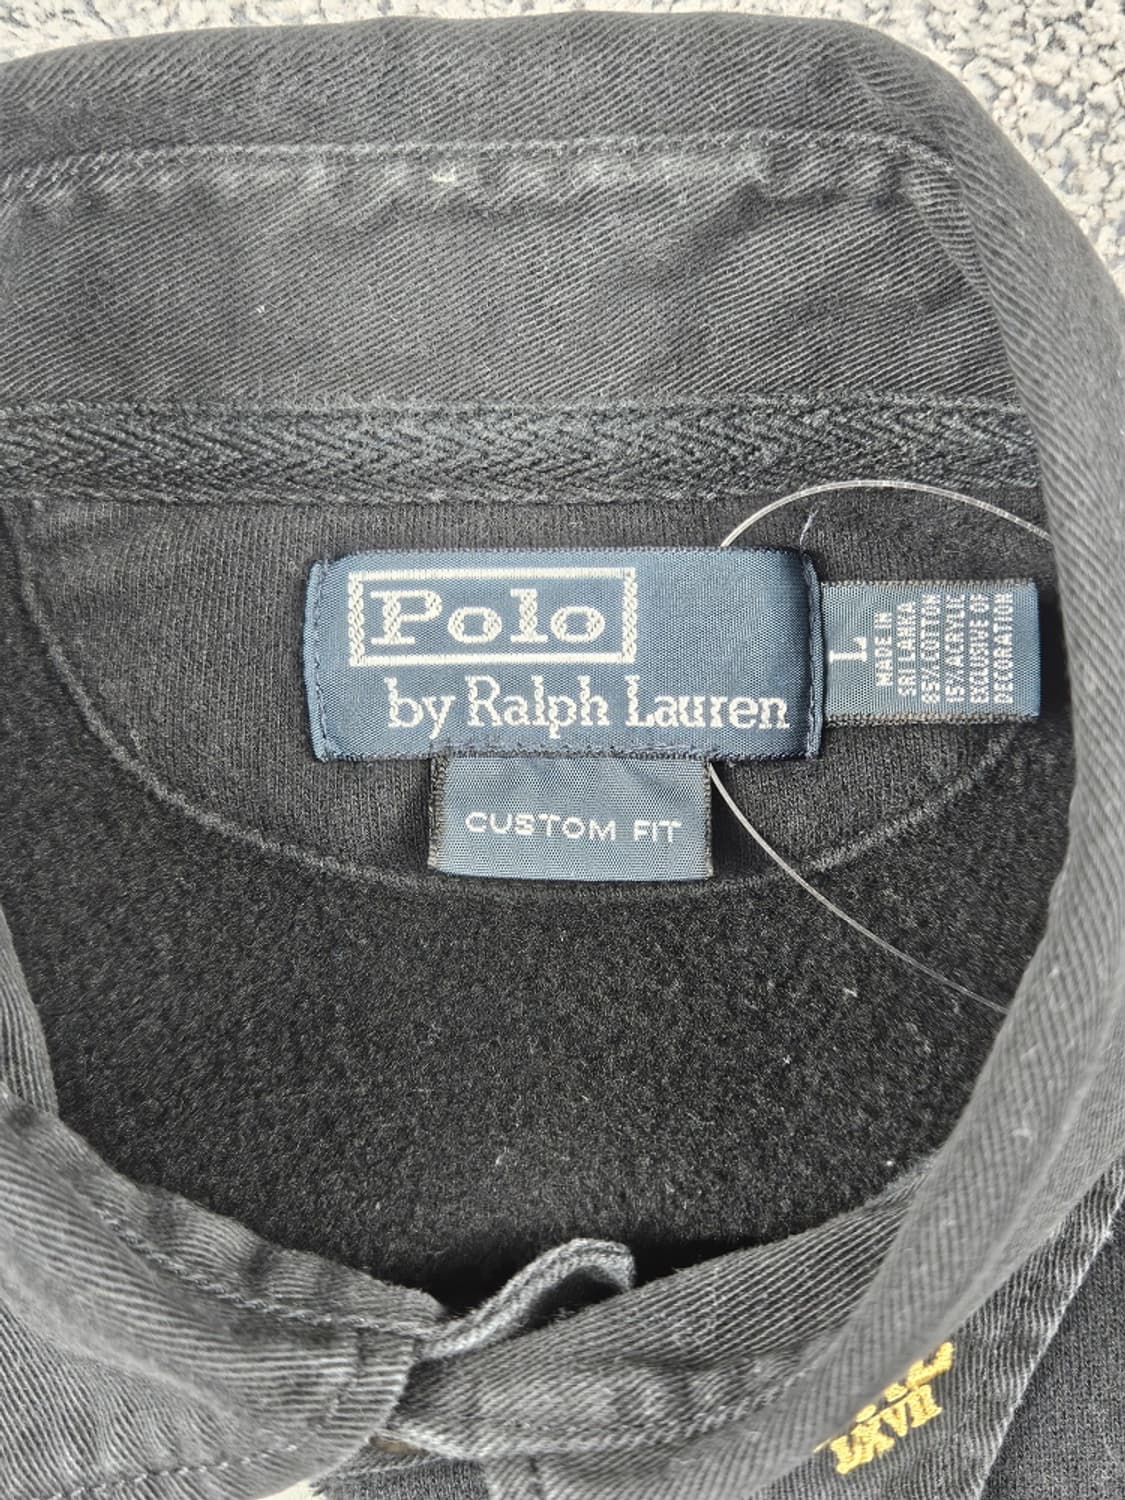 Polo
by Ralph Lauren
CUSTOM FIT
L
MADE IN
SRI LANKA
85% COTTON
15% ACRYLIC
EXCLUSIVE OF
DECORATION